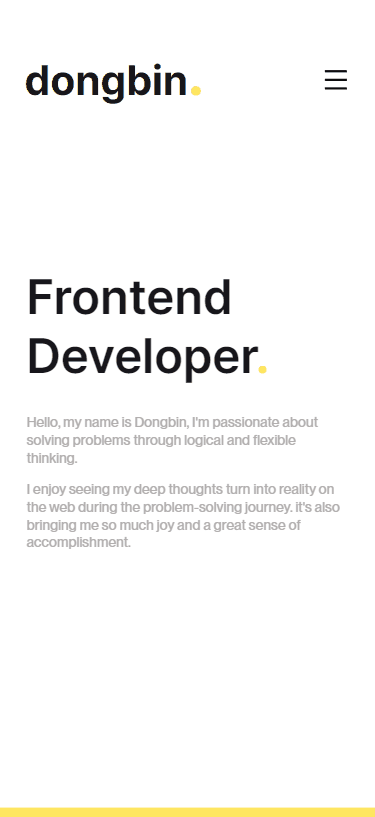 dongbin.
Frontend
Developer.
Hello, my name is Dongbin, I'm passionate about
solving problems through logical and flexible
thinking.
I enjoy seeing my deep thoughts turn into reality on
the web during the problem-solving journey. it's also
bringing me so much joy and a great sense of
accomplishment.